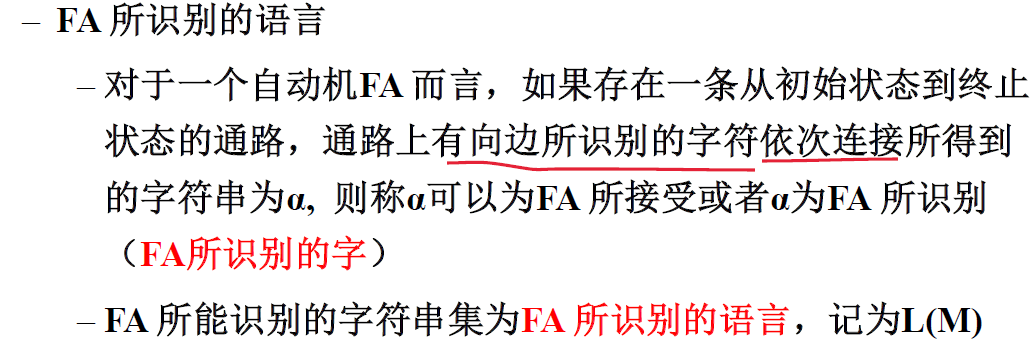 – FA 所识别的语言
– 对于一个自动机FA 而言，如果存在一条从初始状态到终止
状态的通路，通路上有向边所识别的字符依次连接所得到
的字符串为α, 则称α可以为FA 所接受或者α为FA 所识别
（FA所识别的字）
– FA 所能识别的字符串集为FA 所识别的语言，记为L(M)